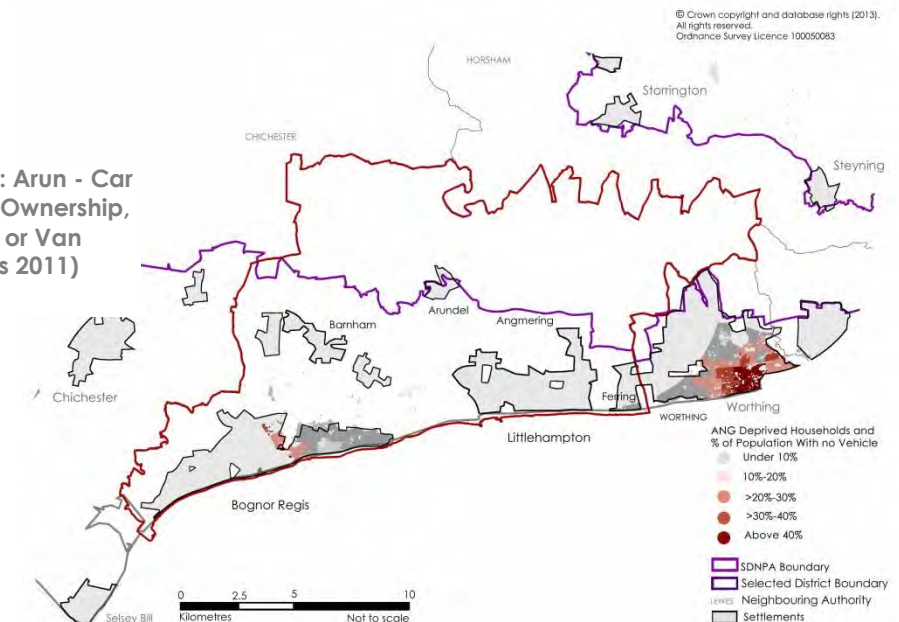 © Crown copyright and database rights (2013).
All rights reserved.
Ordnance Survey Licence 100050083
HORSHAM
Storrington
CHICHESTER
Steyning
: Arun - Car
Ownership,
or Van
s 2011)
Arundel
Angmering
Barnham
Chichester
Ferring
WORTHING
Worthing
Littlehampton
Bognor Regis
Selsey Bill
ANG Deprived Households and
% of Population With no Vehicle
Under 10%
10%-20%
>20%-30%
>30%-40%
Above 40%
SDNPA Boundary
Selected District Boundary
LEWES Neighbouring Authority
Settlements
0 2.5 5 10
Kilometres Not to scale